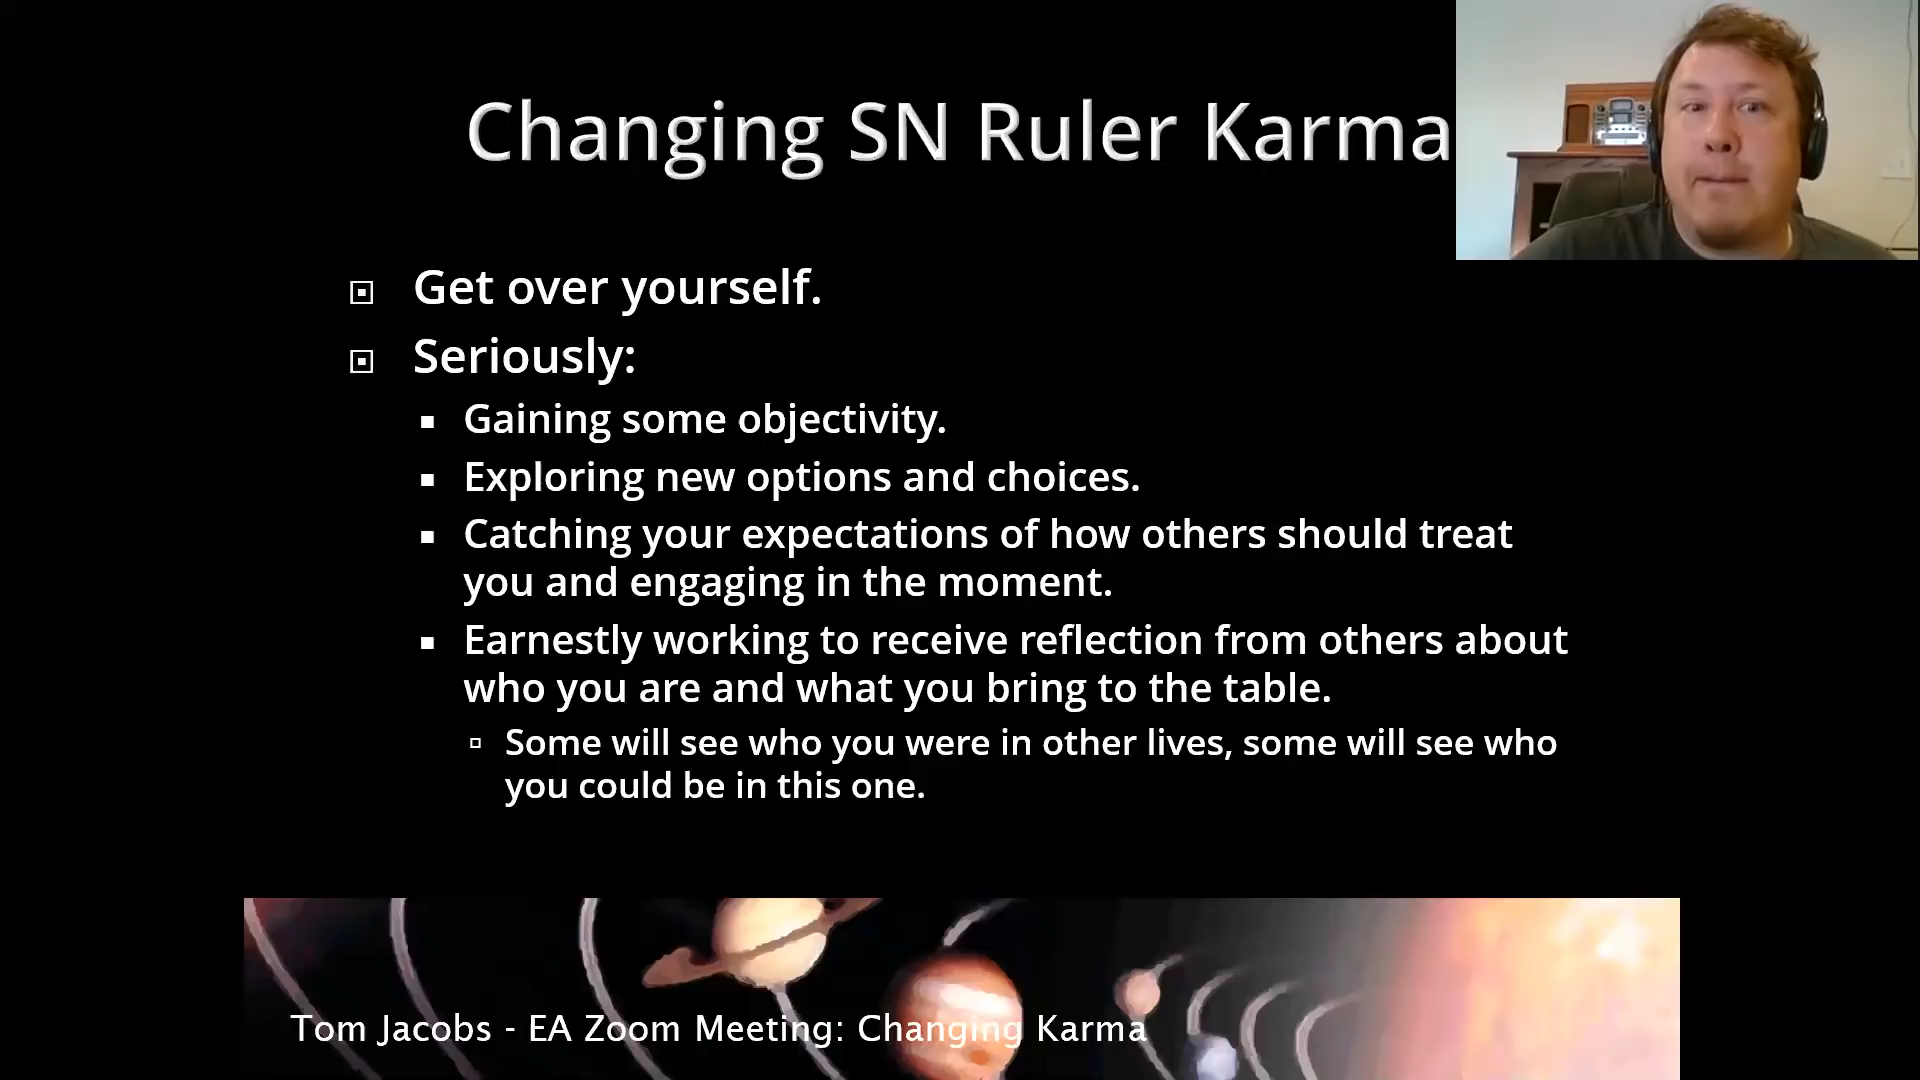 Changing SN Ruler Karma
Get over yourself.
Seriously:
Gaining some objectivity.
Exploring new options and choices.
Catching your expectations of how others should treat
you and engaging in the moment.
Earnestly working to receive reflection from others about
who you are and what you bring to the table.
Some will see who you were in other lives, some will see who
you could be in this one.
Tom Jacobs - EA Zoom Meeting: Changing Karma